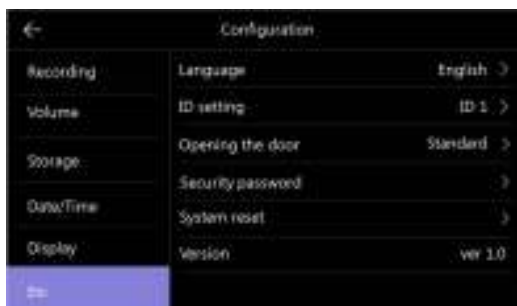 Configuration
Recording
Volume
Storage
Date/Time
Display
Language English >
ID setting ID 1 >
Opening the door Standard >
Security password >
System reset >
Version ver 1.0